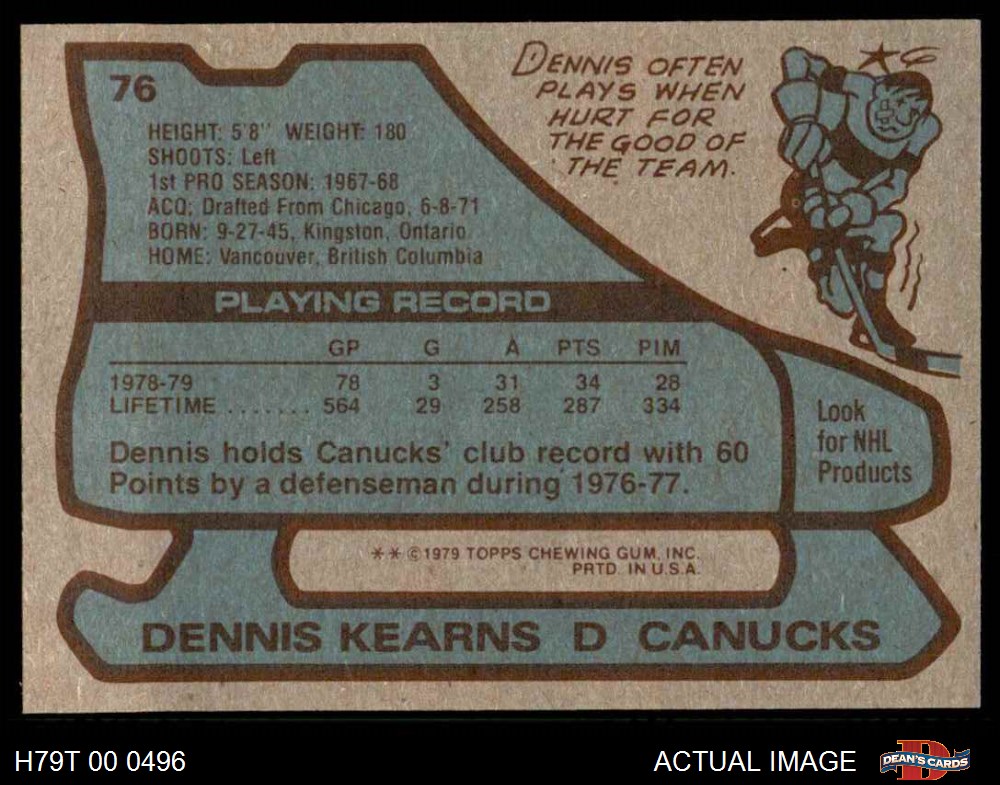 76
DENNIS OFTEN
PLAYS WHEN
HURT FOR
THE GOOD OF
THE TEAM.
HEIGHT: 5'8" WEIGHT: 180
SHOOTS: Left
1st PRO SEASON: 1967-68
ACQ: Drafted From Chicago, 6-8-71
BORN: 9-27-45, Kingston, Ontario
HOME: Vancouver, British Columbia
PLAYING RECORD
GP G A PTS PIM
1978-79 78 3 31 34 28
LIFETIME ....... 564 29 258 287 334
Dennis holds Canucks' club record with 60
Points by a defenseman during 1976-77.
Look
for NHL
Products
** ©1979 TOPPS CHEWING GUM, INC.
PRTD. IN U.S.A.
DENNIS KEARNS D CANUCKS
H79T 00 0496
ACTUAL IMAGE
DEAN'S CARDS